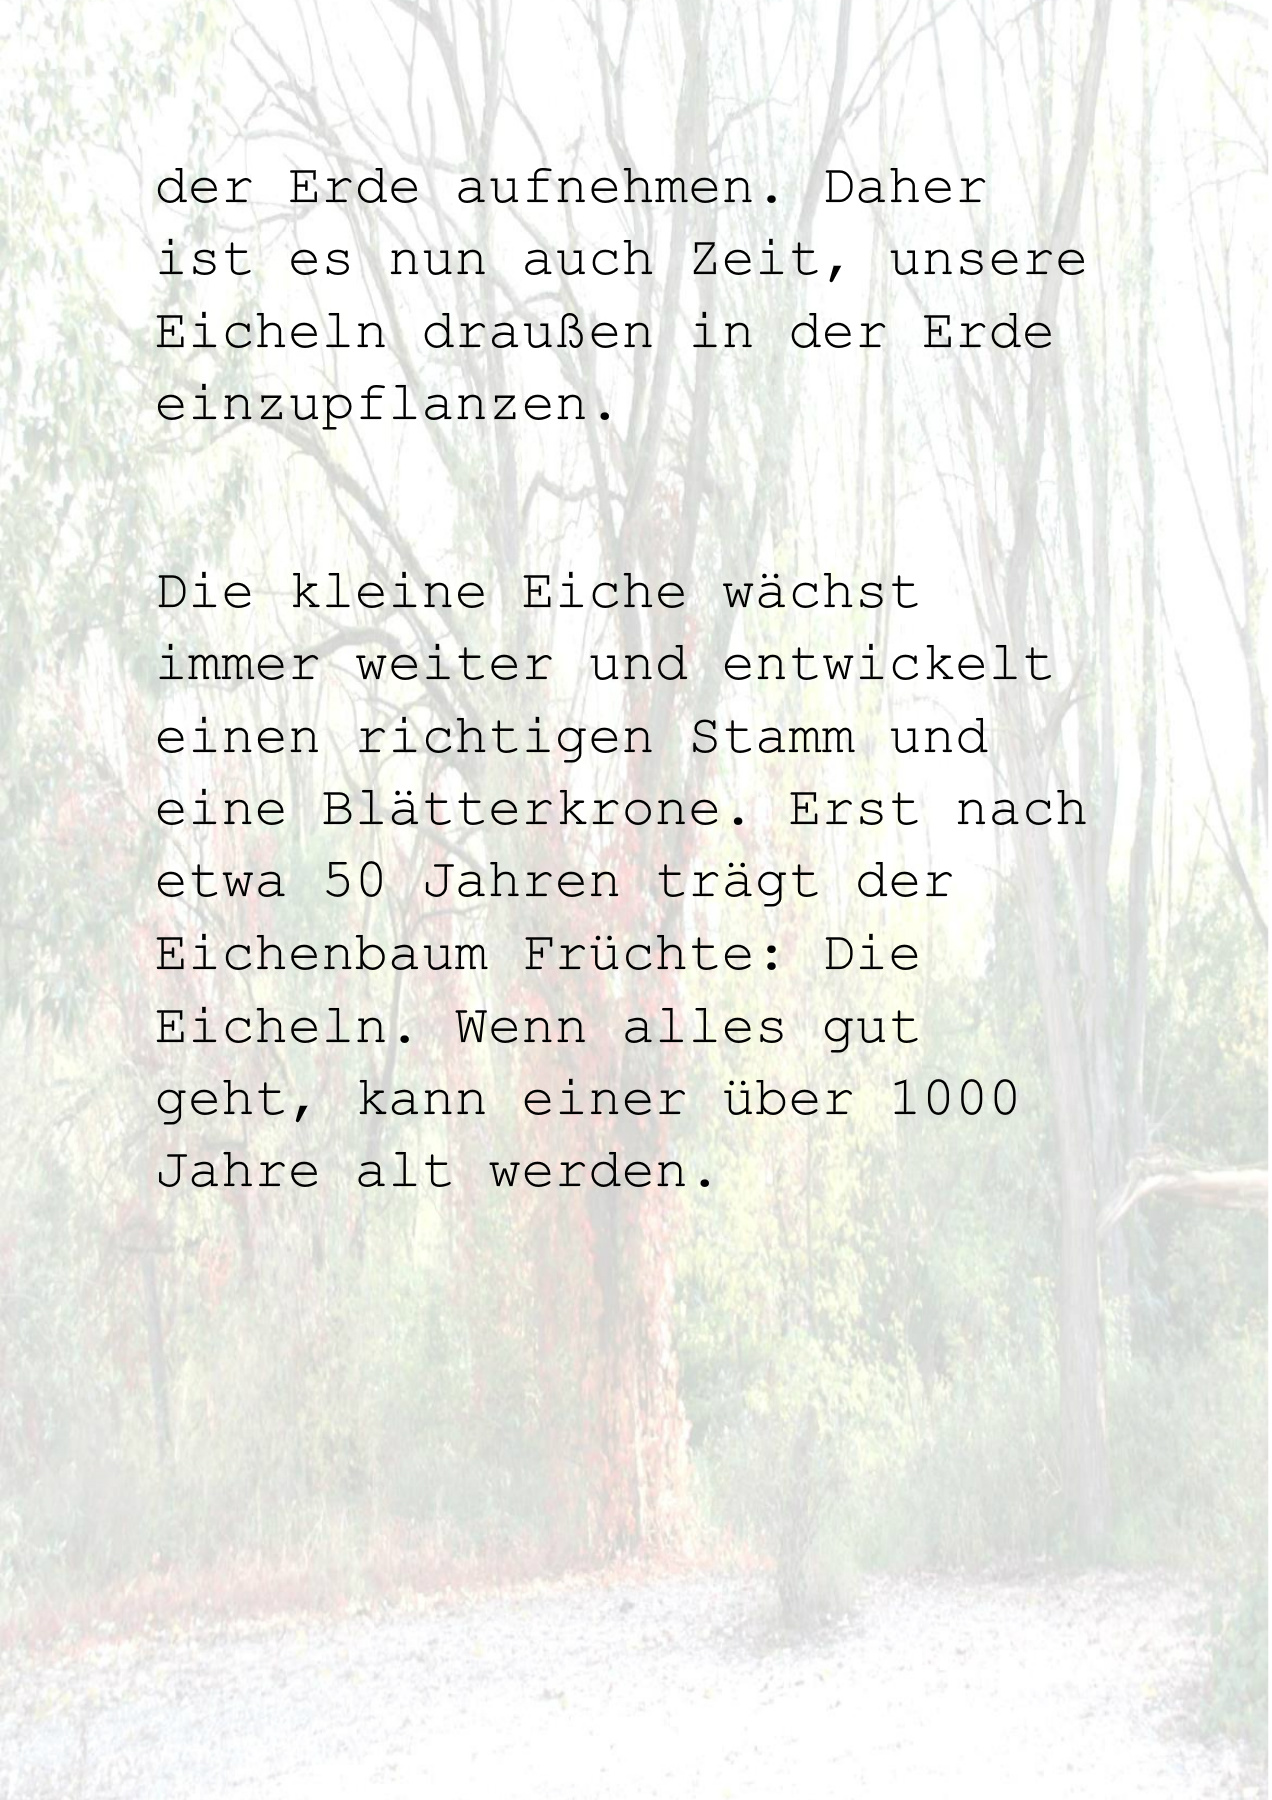 der Erde aufnehmen. Daher
ist es nun auch Zeit, unsere
Eicheln draußen in der Erde
einzupflanzen.
Die kleine Eiche wächst
immer weiter und entwickelt
einen richtigen Stamm und
eine Blätterkrone. Erst nach
etwa 50 Jahren trägt der
Eichenbaum Früchte: Die
Eicheln. Wenn alles gut
geht, kann einer über 1000
Jahre alt werden.